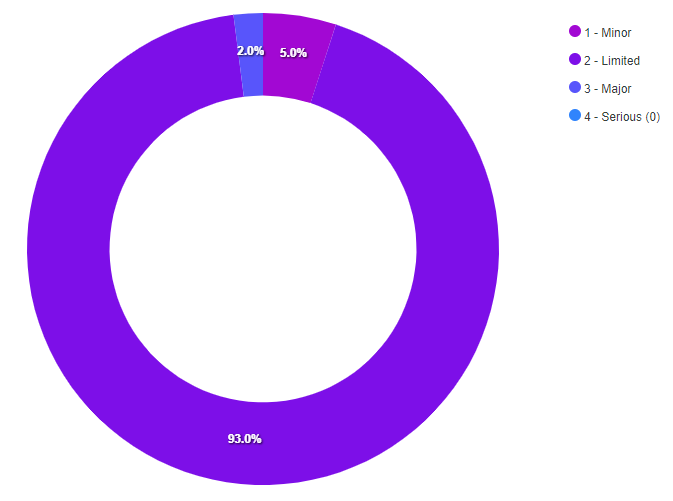 1 - Minor
2 - Limited
3 - Major
4 - Serious (0)
2.0%
5.0%
93.0%